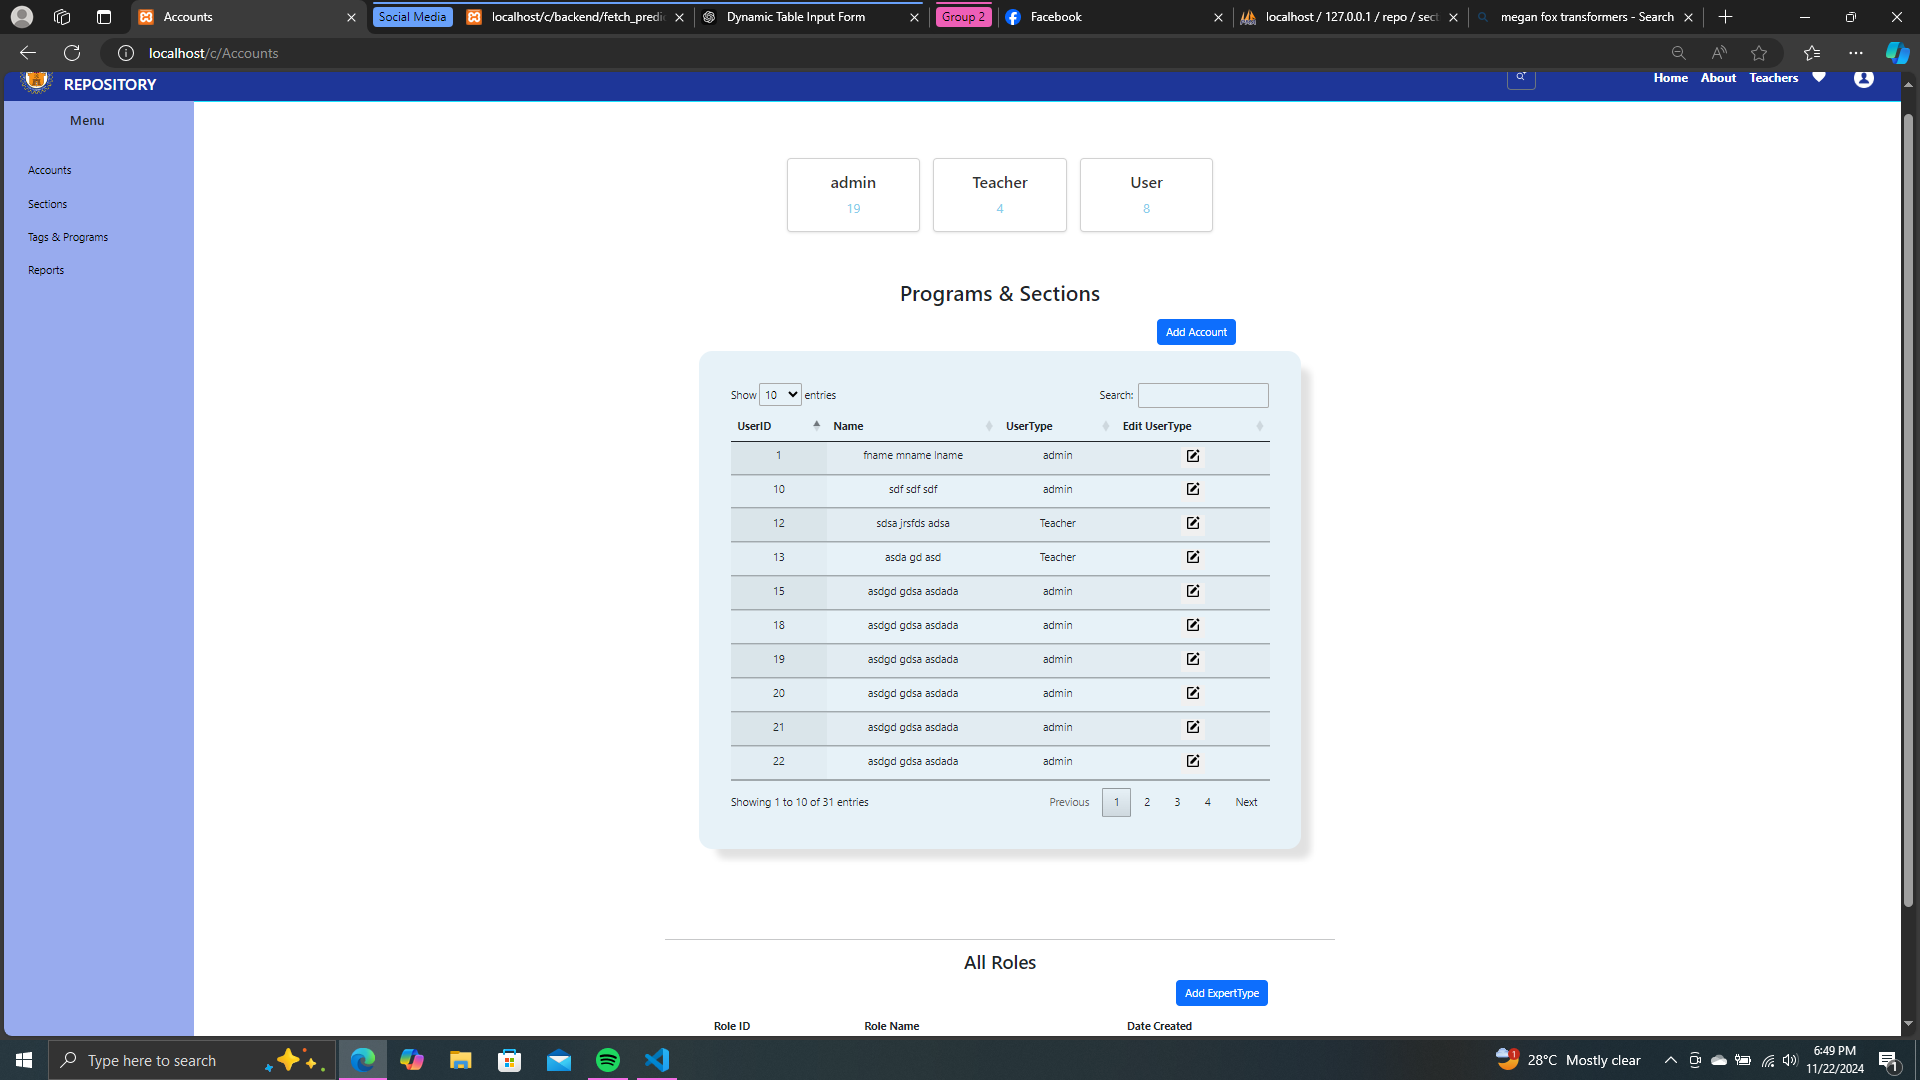 Accounts
Social Media
localhost/c/backend/fetch_predi
Dynamic Table Input Form
Group 2
Facebook
localhost / 127.0.0.1 / repo / sect
megan fox transformers - Search
localhost/c/Accounts
REPOSITORY
Home About Teachers
Menu
Accounts
Sections
Tags & Programs
Reports
admin
19
Teacher
4
User
8
Programs & Sections
Add Account
Show 10 entries
Search:
UserID Name UserType Edit UserType
1 fname mname lname admin
10 sdf sdf sdf admin
12 sdsa jrsfds adsa Teacher
13 asda gd asd Teacher
15 asdgd gdsa asdada admin
18 asdgd gdsa asdada admin
19 asdgd gdsa asdada admin
20 asdgd gdsa asdada admin
21 asdgd gdsa asdada admin
22 asdgd gdsa asdada admin
Showing 1 to 10 of 31 entries
Previous 1 2 3 4 Next
All Roles
Add ExpertType
Role ID Role Name Date Created
Type here to search
1
28°C Mostly clear
6:49 PM
11/22/2024
1